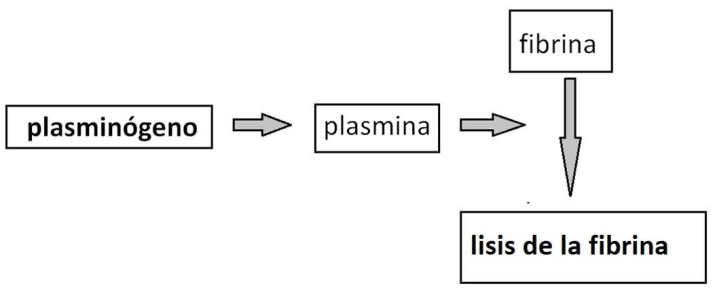 fibrina
plasminógeno
plasmina
lisis de la fibrina